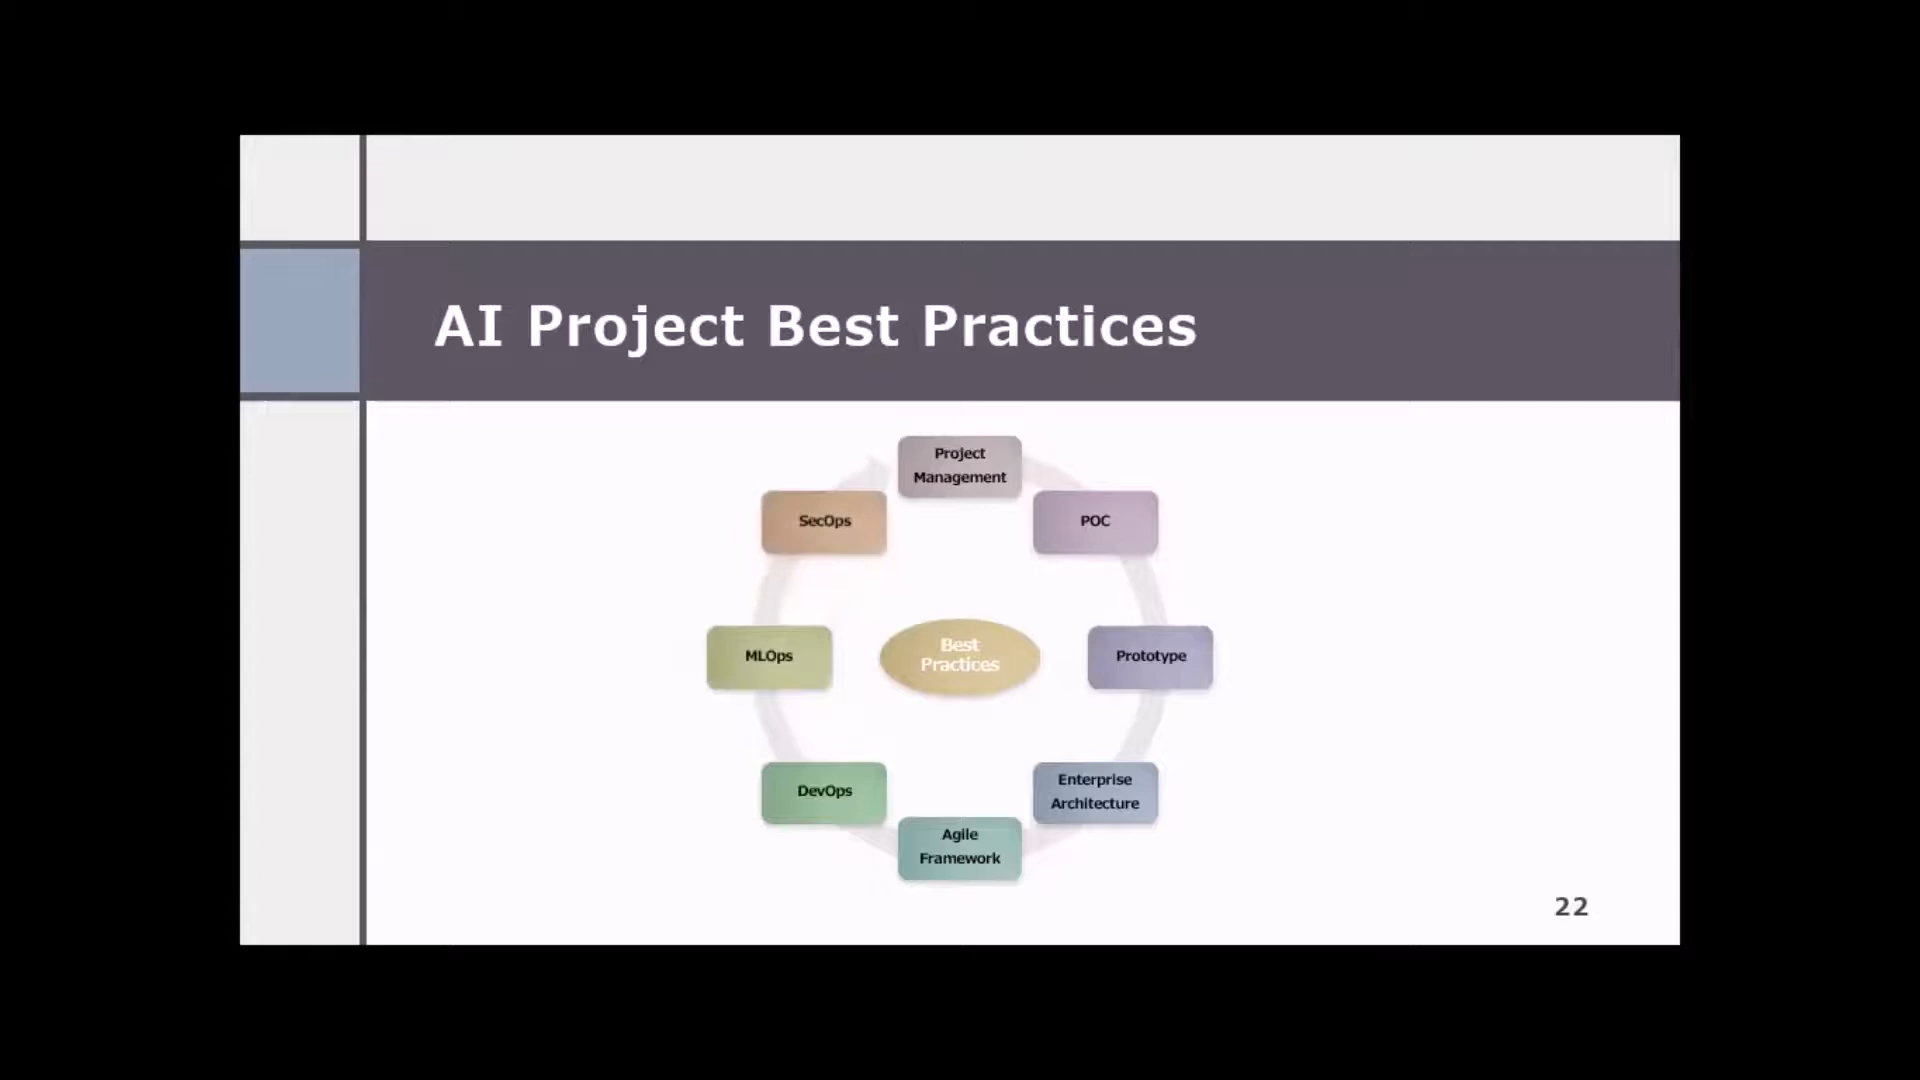 AI Project Best Practices
Project
Management
POC
Prototype
Enterprise
Architecture
Agile
Framework
DevOps
MLOps
SecOps
Best
Practices
22